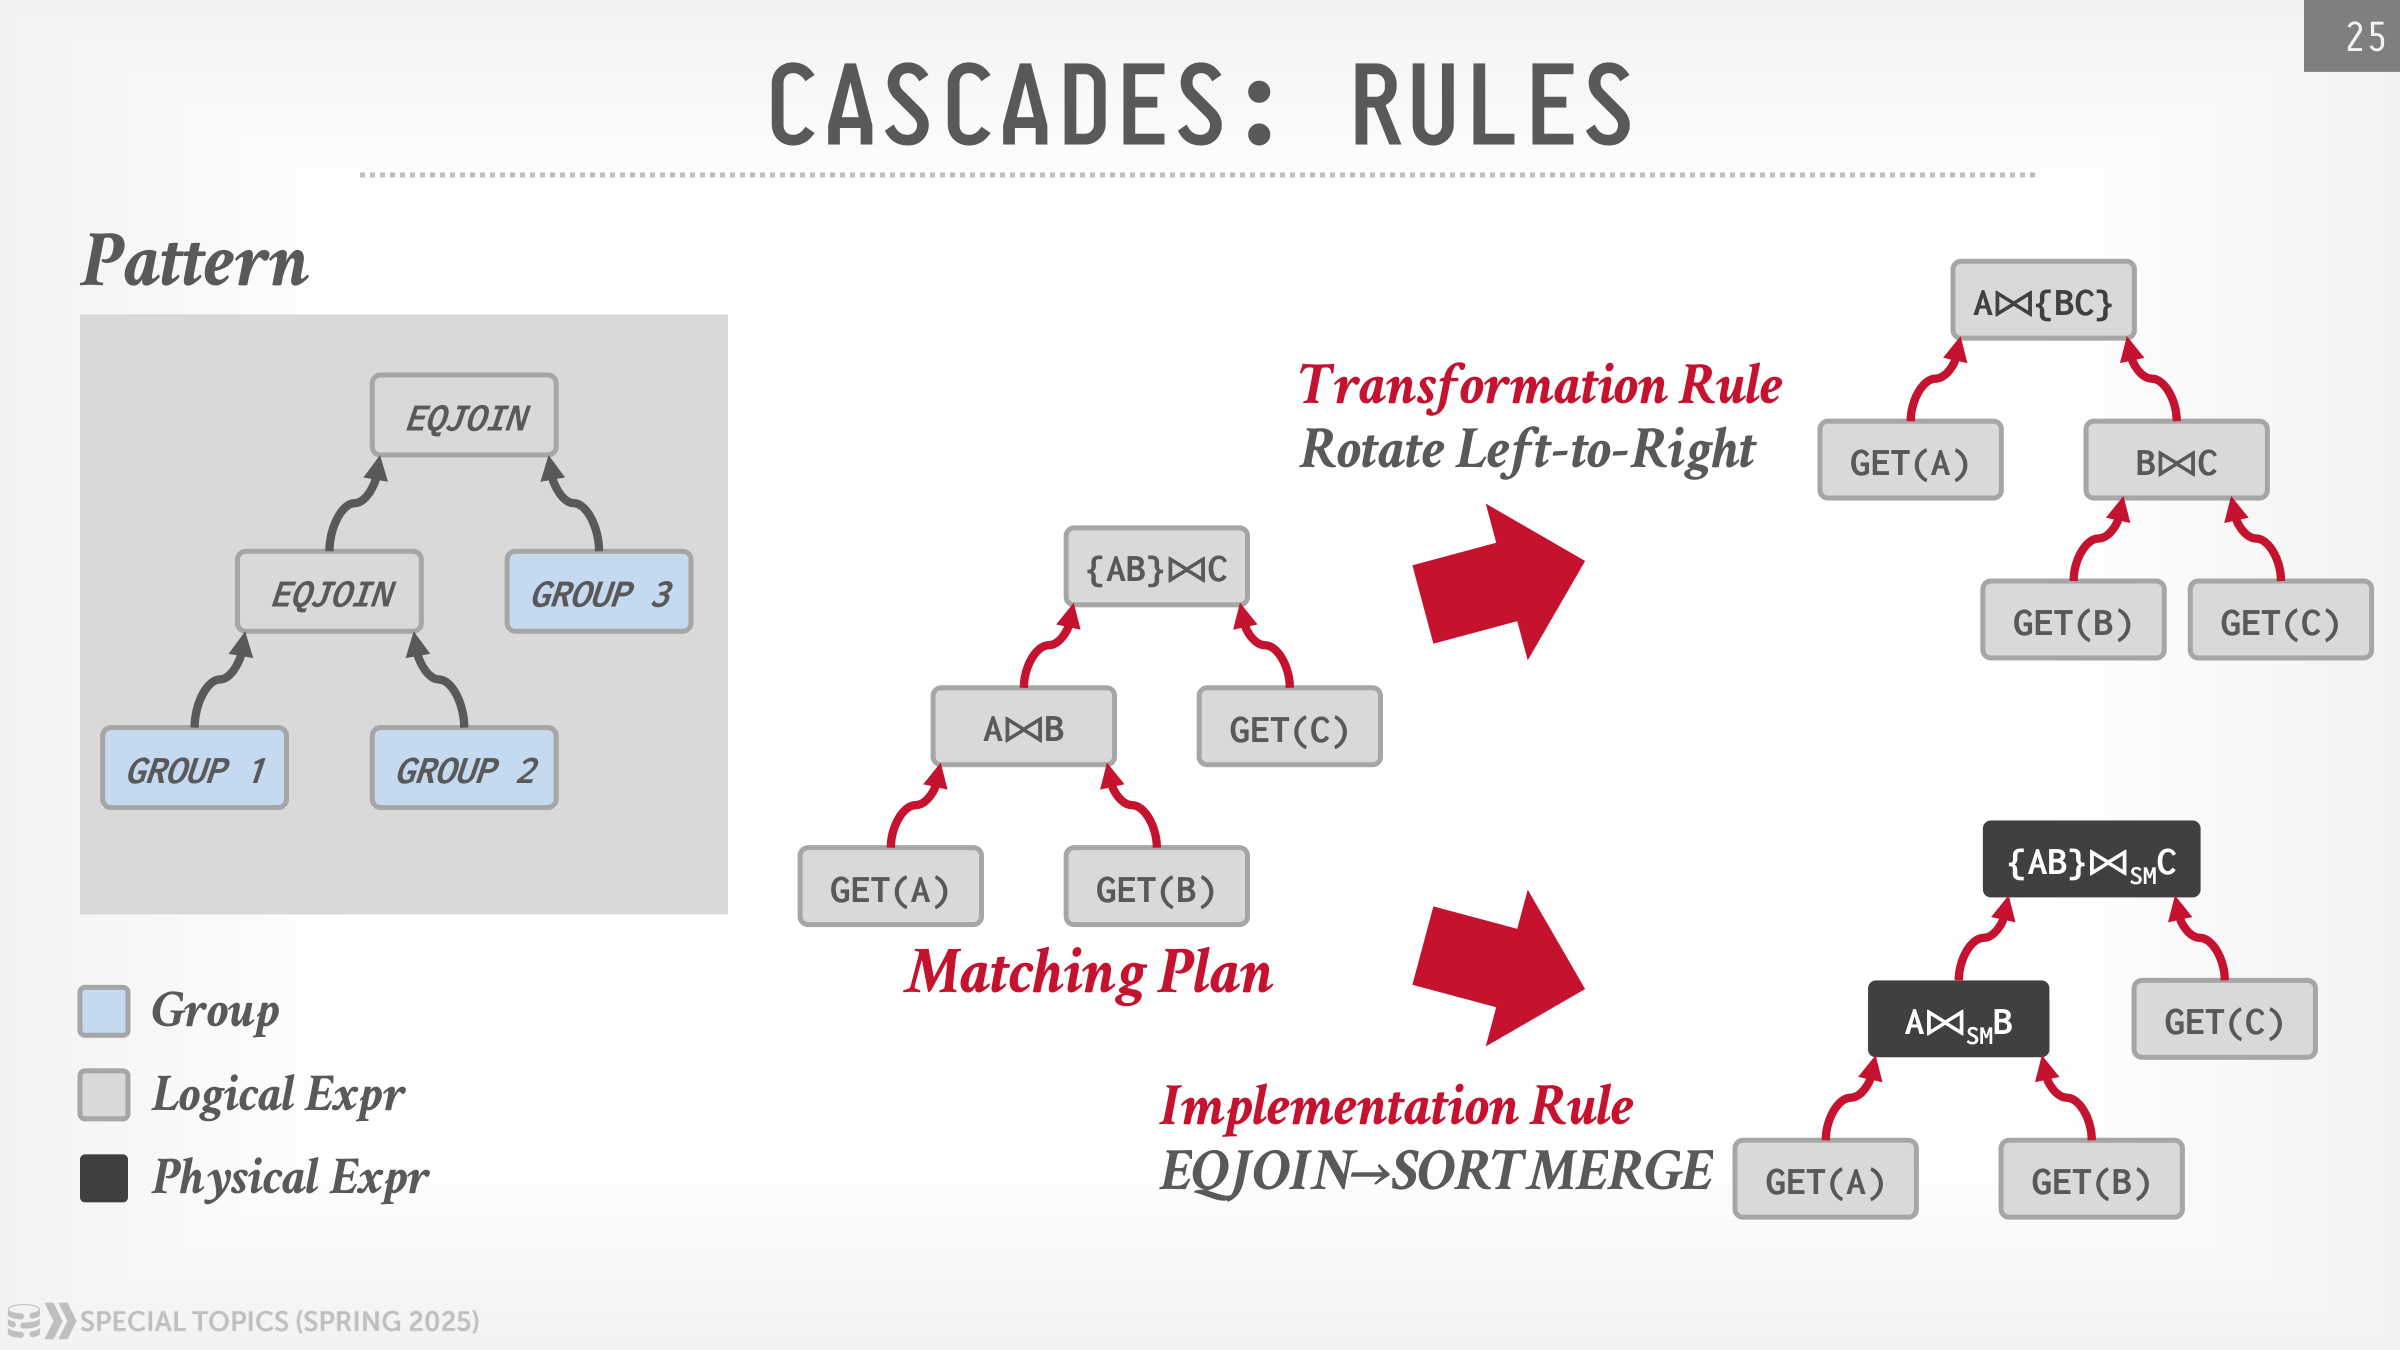 25
CASCADES: RULES
Pattern
EQJOIN
EQJOIN
GROUP 3
GROUP 1
GROUP 2
Group
Logical Expr
Physical Expr
{AB}⋈C
A⋈B
GET(C)
GET(A)
GET(B)
Matching Plan
Transformation Rule
Rotate Left-to-Right
A⋈{BC}
GET(A)
B⋈C
GET(B)
GET(C)
Implementation Rule
EQJOIN→SORTMERGE
{AB}⋈SMC
A⋈SMB
GET(C)
GET(A)
GET(B)
SPECIAL TOPICS (SPRING 2025)